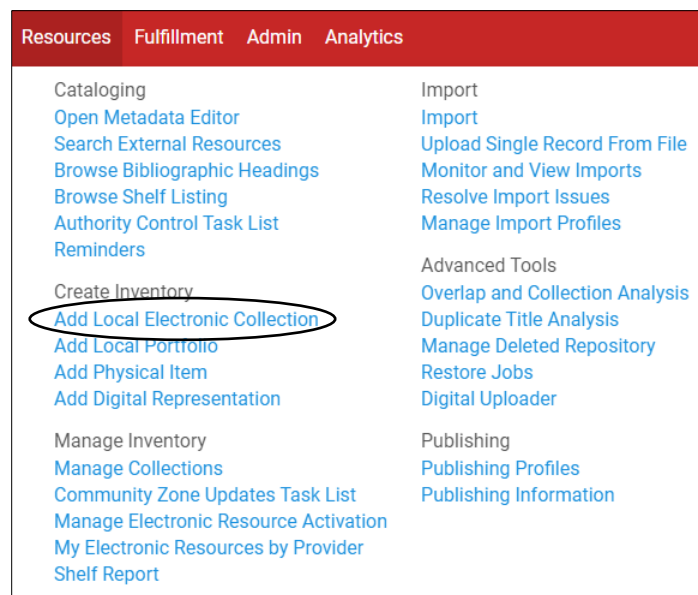 Resources Fulfillment Admin Analytics
Cataloging
Open Metadata Editor
Search External Resources
Browse Bibliographic Headings
Browse Shelf Listing
Authority Control Task List
Reminders
Create Inventory
Add Local Electronic Collection
Add Local Portfolio
Add Physical Item
Add Digital Representation
Manage Inventory
Manage Collections
Community Zone Updates Task List
Manage Electronic Resource Activation
My Electronic Resources by Provider
Shelf Report
Import
Import
Upload Single Record From File
Monitor and View Imports
Resolve Import Issues
Manage Import Profiles
Advanced Tools
Overlap and Collection Analysis
Duplicate Title Analysis
Manage Deleted Repository
Restore Jobs
Digital Uploader
Publishing
Publishing Profiles
Publishing Information